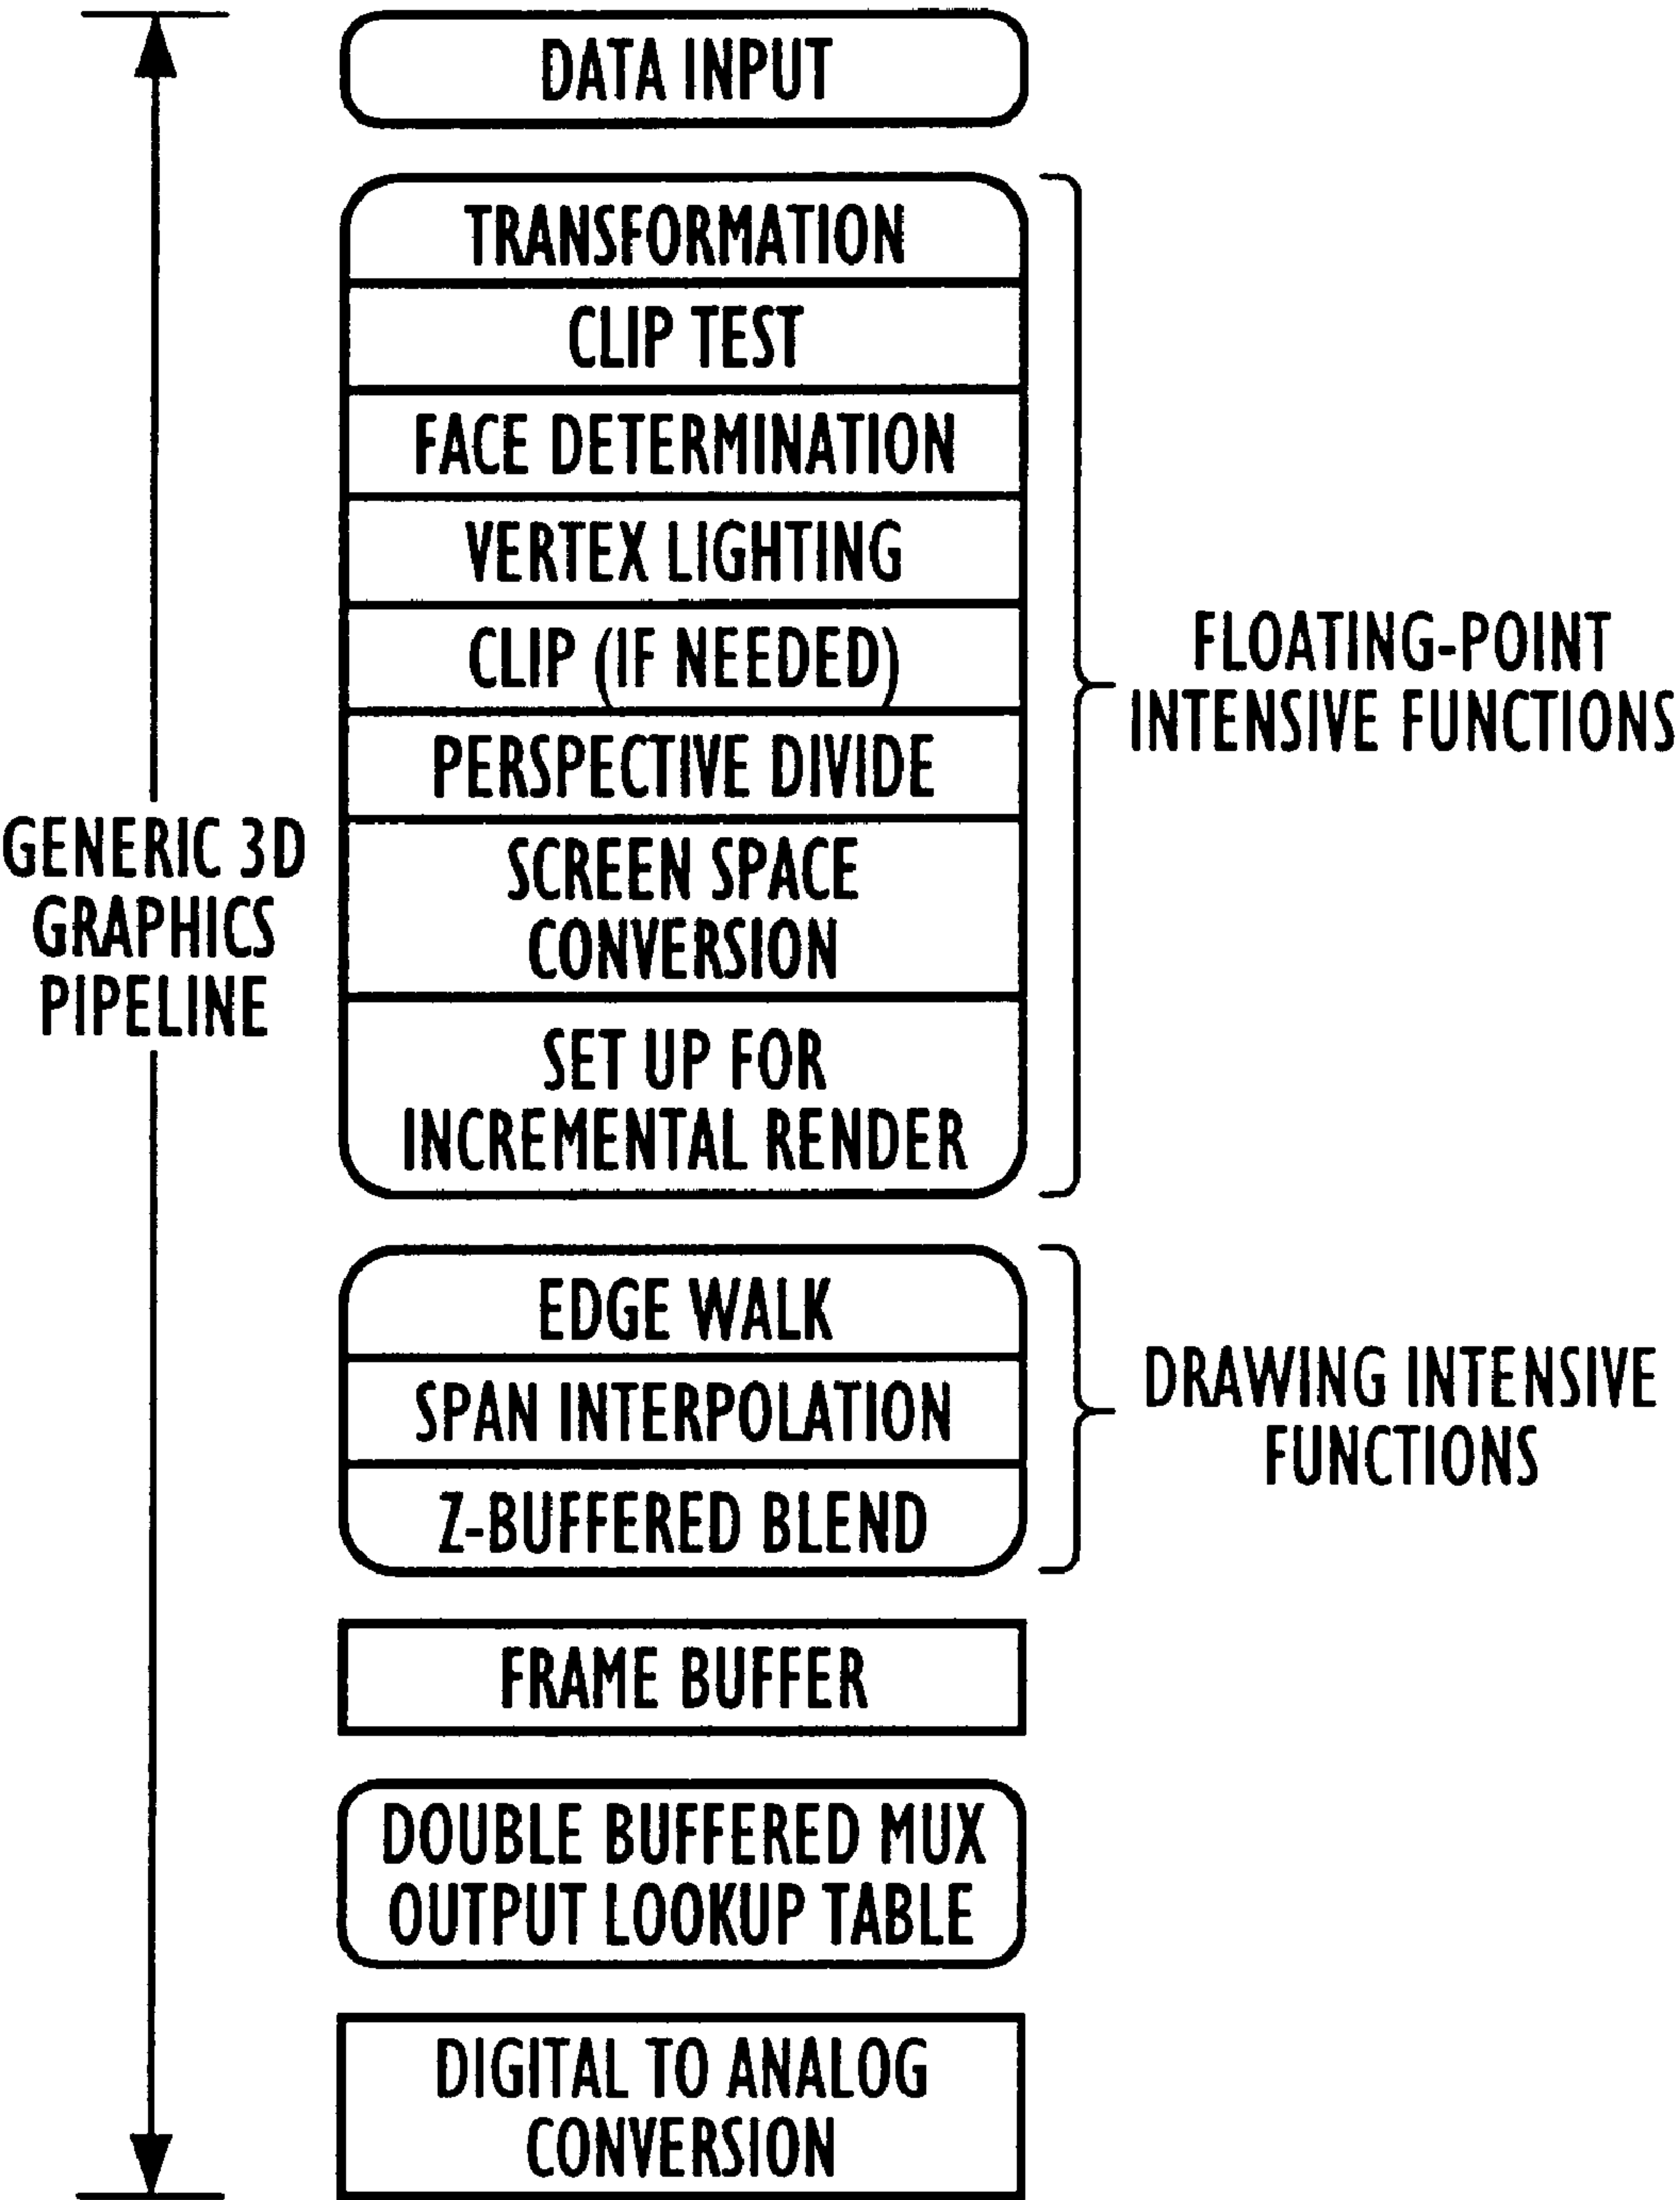 DATA INPUT
TRANSFORMATION
CLIP TEST
FACE DETERMINATION
VERTEX LIGHTING
CLIP (IF NEEDED)
PERSPECTIVE DIVIDE
SCREEN SPACE
CONVERSION
SET UP FOR
INCREMENTAL RENDER
FLOATING-POINT
INTENSIVE FUNCTIONS
GENERIC 3D
GRAPHICS
PIPELINE
EDGE WALK
SPAN INTERPOLATION
Z-BUFFERED BLEND
DRAWING INTENSIVE
FUNCTIONS
FRAME BUFFER
DOUBLE BUFFERED MUX
OUTPUT LOOKUP TABLE
DIGITAL TO ANALOG
CONVERSION